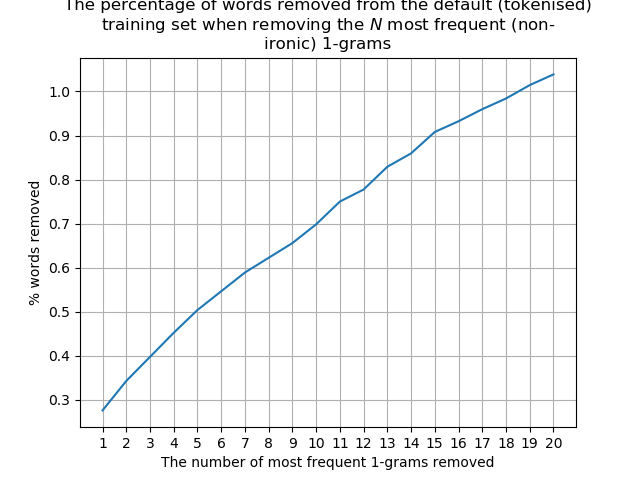 The percentage of words removed from the default (tokenised)
training set when removing the N most frequent (non-
ironic) 1-grams
1.0
0.9
0.8
0.7
0.6
0.5
0.4
0.3
% words removed
1 2 3 4 5 6 7 8 9 10 11 12 13 14 15 16 17 18 19 20
The number of most frequent 1-grams removed